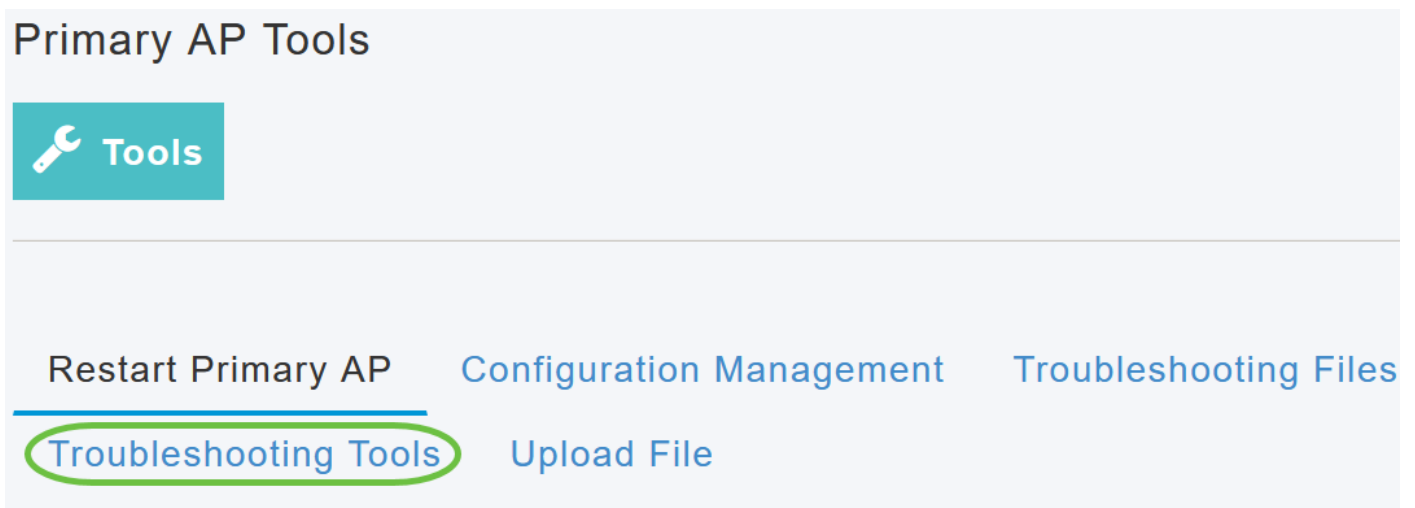 Primary AP Tools
Tools
Restart Primary AP Configuration Management Troubleshooting Files
Troubleshooting Tools Upload File